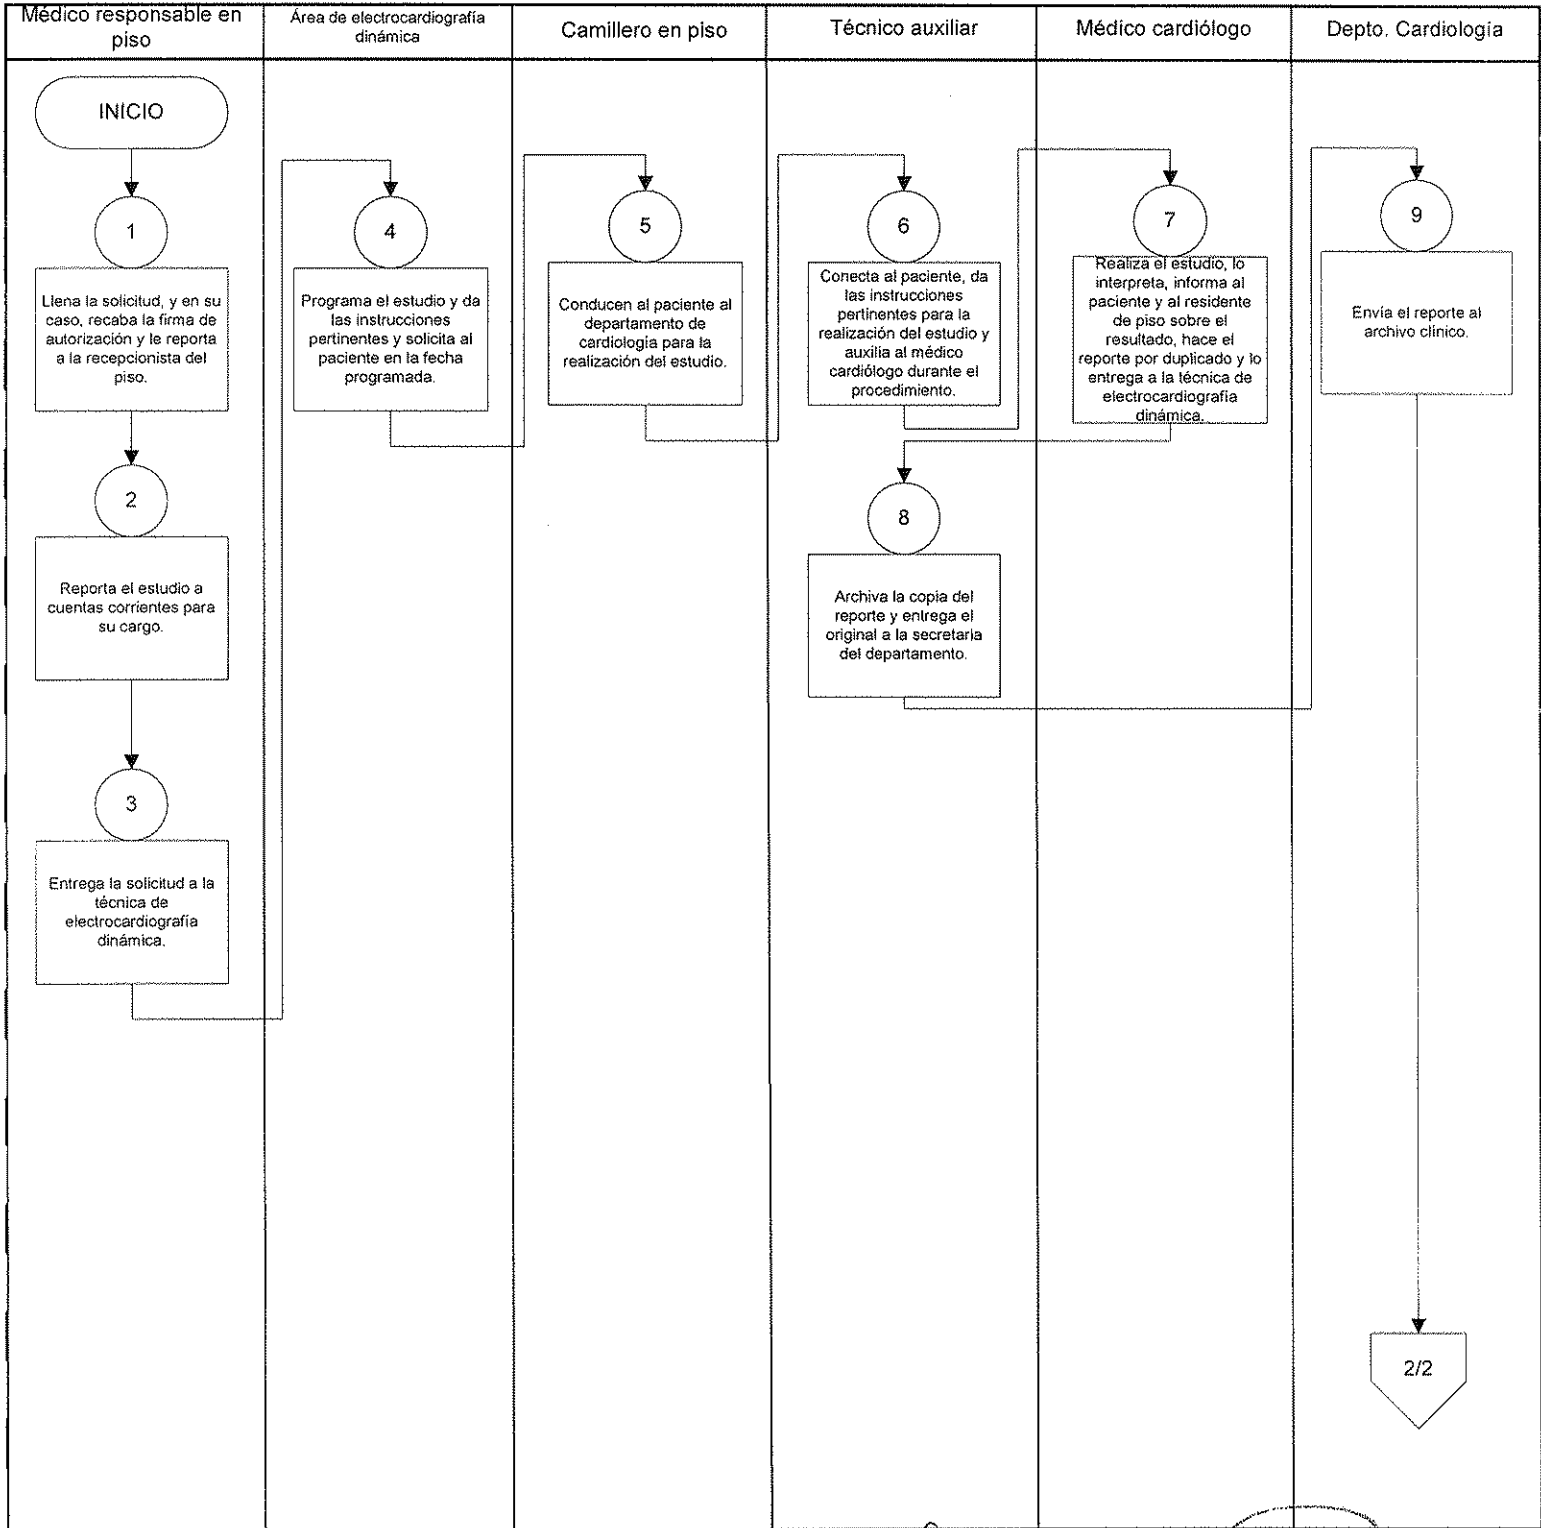 Médico responsable en
piso
Área de electrocardiografía
dinámica
Camillero en piso
Técnico auxiliar
Médico cardiólogo
Depto. Cardiología
INICIO
1
Llena la solicitud, y en su
caso, recaba la firma de
autorización y le reporta
a la recepcionista del
piso.
2
Reporta el estudio a
cuentas corrientes para
su cargo.
3
Entrega la solicitud a la
técnica de
electrocardiografía
dinámica.
4
Programa el estudio y da
las instrucciones
pertinentes y solicita al
paciente en la fecha
programada.
5
Conducen al paciente al
departamento de
cardiología para la
realización del estudio.
6
Conecta al paciente, da
las instrucciones
pertinentes para la
realización del estudio y
auxilia al médico
cardiólogo durante el
procedimiento.
7
Realiza el estudio, lo
interpreta, informa al
paciente y al residente
de piso sobre el
resultado, hace el
reporte por duplicado y lo
entrega a la técnica de
electrocardiografía
dinámica.
8
Archiva la copia del
reporte y entrega el
original a la secretaria
del departamento.
9
Envía el reporte al
archivo clínico.
2/2